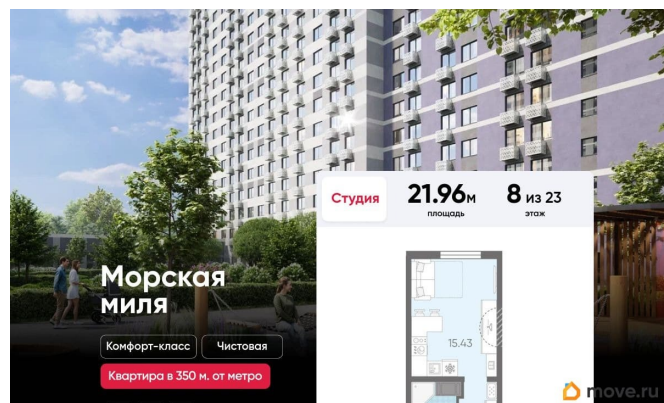 Студия
21.96м
площадь
8 из 23
этаж
Морская
миля
Комфорт-класс
Чистовая
Квартира в 350 м. от метро
15.43
move.ru